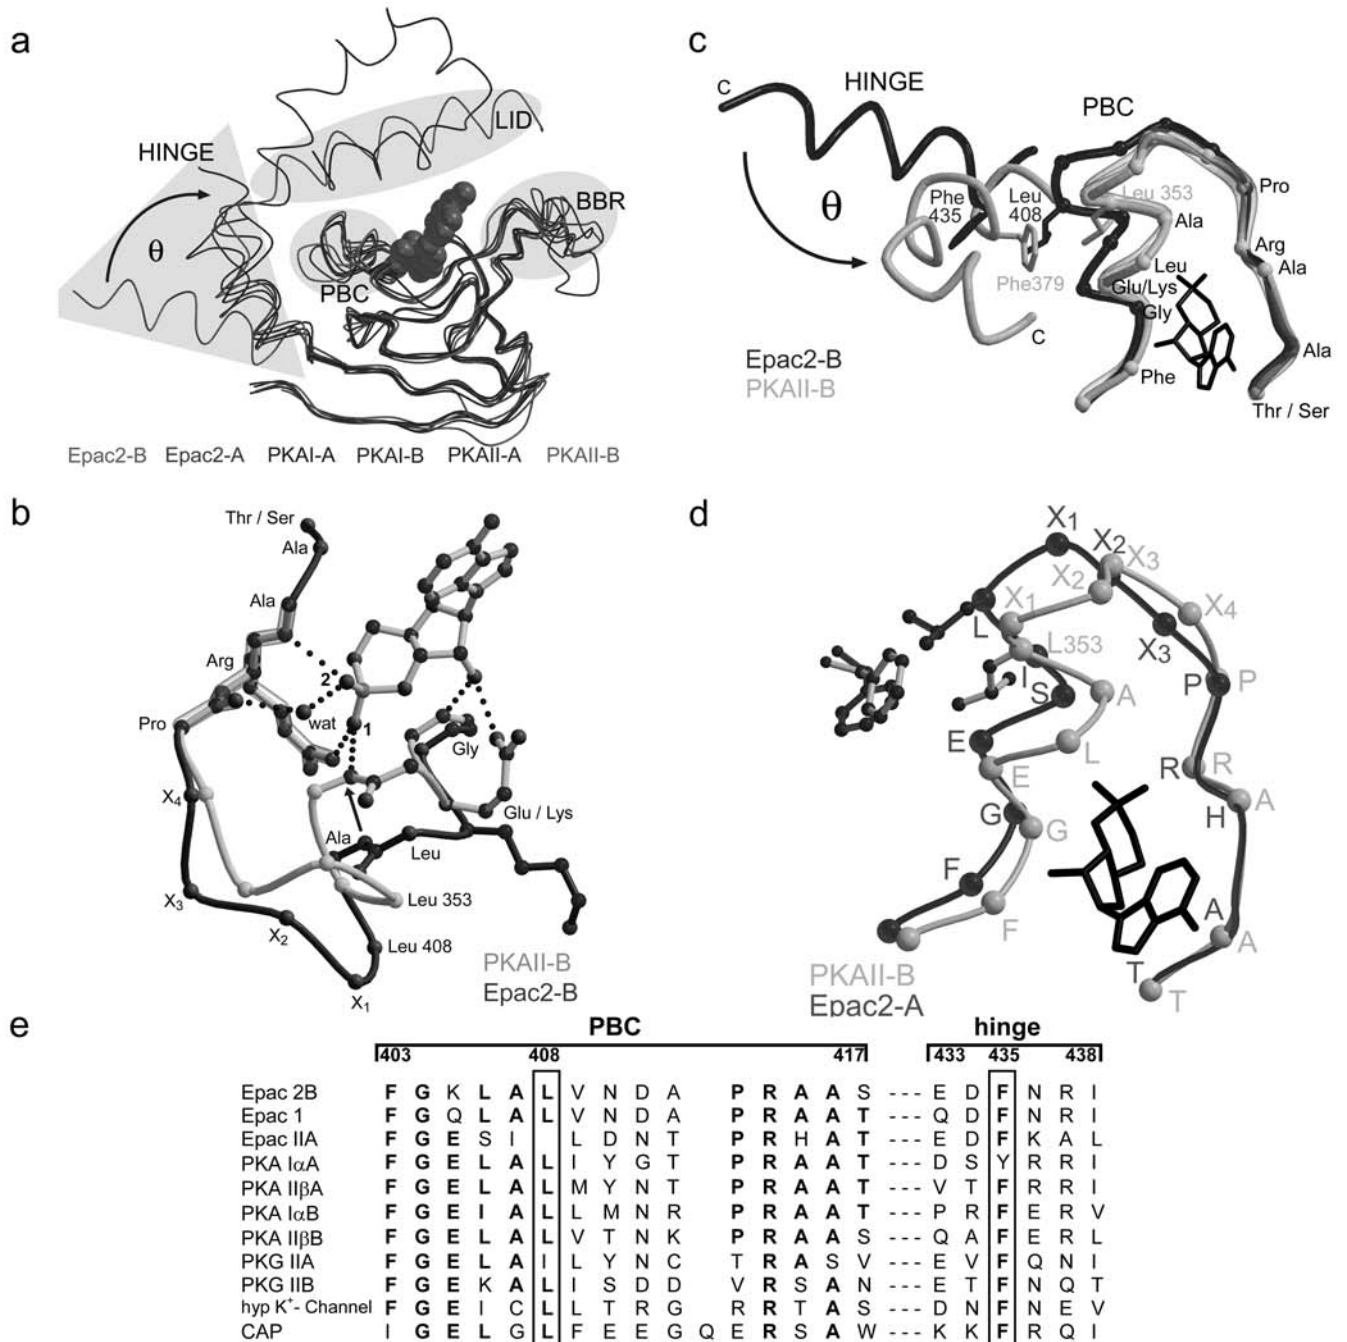 a
HINGE
LID
θ
PBC
BBR
Epac2-B Epac2-A PKAI-A PKAI-B PKAII-A PKAII-B
c
C
HINGE
PBC
θ
Phe
435
Leu
408
Leu 353
Phe379
C
Pro
Ala
Arg
Ala
Leu
Glu/Lys
Gly
Ala
Phe
Thr / Ser
Epac2-B
PKAII-B
b
Thr / Ser
Ala
Ala
Arg
2
wat
Pro
1
Gly
X4
Glu / Lys
Ala
Leu
X3
Leu 353
X2
Leu 408
X1
PKAII-B
Epac2-B
d
X1
X2
X3
X2
X1
X4
L
L353
X3
I
S
A
P
P
E
L
E
R
R
G
G
H
A
F
F
A
A
T
T
PKAII-B
Epac2-A
e
PBC hinge
403 408 417 433 435 438
Epac 2B F G K L A L V N D A P R A A S --- E D F N R I
Epac 1 F G Q L A L V N D A P R A A T --- Q D F N R I
Epac IIA F G E S I L D N T P R H A T --- E D F K A L
PKA IαA F G E L A L I Y G T P R A A T --- D S Y R R I
PKA IIβA F G E L A L M Y N T P R A A T --- V T F R R I
PKA IαB F G E I A L L M N R P R A A T --- P R F E R V
PKA IIβB F G E L A L V T N K P R A A S --- Q A F E R L
PKG IIA F G E L A I L Y N C T R A S V --- E V F Q N I
PKG IIB F G E K A L I S D D V R S A N --- E T F N Q T
hyp K+- Channel F G E I C L L T R G R R T A S --- D N F N E V
CAP I G E L G L F E E G Q E R S A W --- K K F R Q I